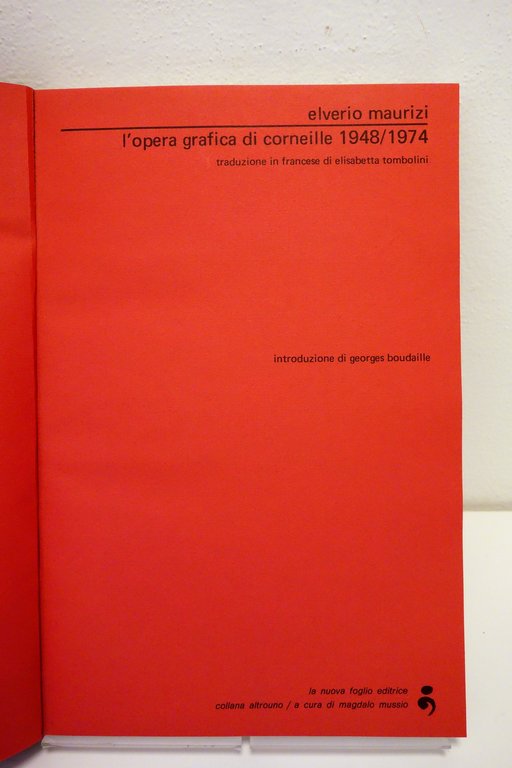 elverio maurizi
l'opera grafica di corneille 1948/1974
traduzione in francese di elisabetta tombolini
introduzione di georges boudaille
la nuova foglio editrice
collana altrouno / a cura di magdalo mussio